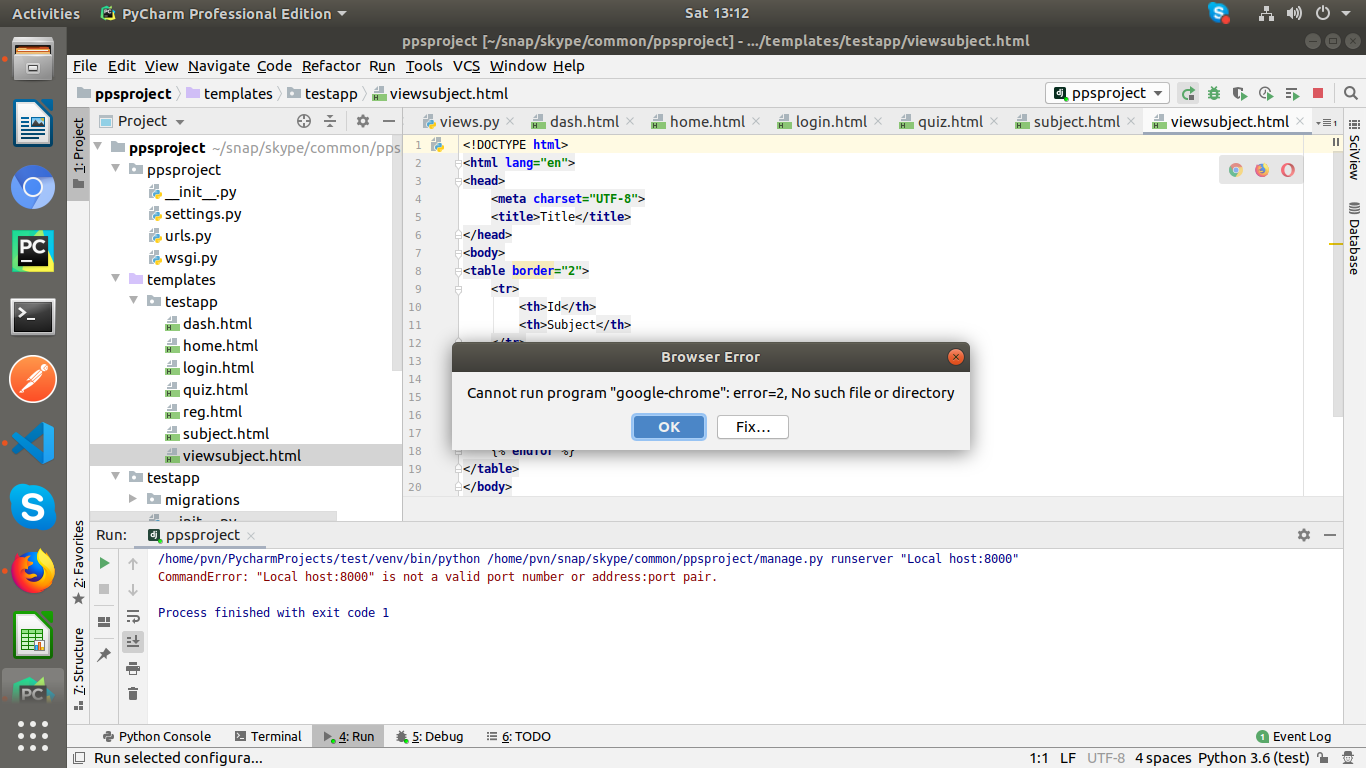 Activities PyCharm Professional Edition Sat 13:12
ppsproject [~/snap/skype/common/ppsproject] - .../templates/testapp/viewsubject.html
File Edit View Navigate Code Refactor Run Tools VCS Window Help
ppsproject templates testapp viewsubject.html ppsproject
Project
views.py dash.html home.html login.html quiz.html subject.html viewsubject.html
1: Project
ppsproject ~/snap/skype/common/pps
ppsproject
__init__.py
settings.py
urls.py
wsgi.py
templates
testapp
dash.html
home.html
login.html
quiz.html
reg.html
subject.html
viewsubject.html
testapp
migrations
__init__.py
1 <!DOCTYPE html>
2 <html lang="en">
3 <head>
4 <meta charset="UTF-8">
5 <title>Title</title>
6 </head>
7 <body>
8 <table border="2">
9 <tr>
10 <th>Id</th>
11 <th>Subject</th>
12 </tr>
13
14
15
16
17
18 {% endfor %}
19 </table>
20 </body>
SciView
Database
Browser Error
Cannot run program "google-chrome": error=2, No such file or directory
OK Fix...
Run: ppsproject
/home/pvn/PycharmProjects/test/venv/bin/python /home/pvn/snap/skype/common/ppsproject/manage.py runserver "Local host:8000"
CommandError: "Local host:8000" is not a valid port number or address:port pair.
Process finished with exit code 1
2: Favorites
7: Structure
Python Console Terminal 4: Run 5: Debug 6: TODO 1 Event Log
Run selected configura... 1:1 LF UTF-8 4 spaces Python 3.6 (test)